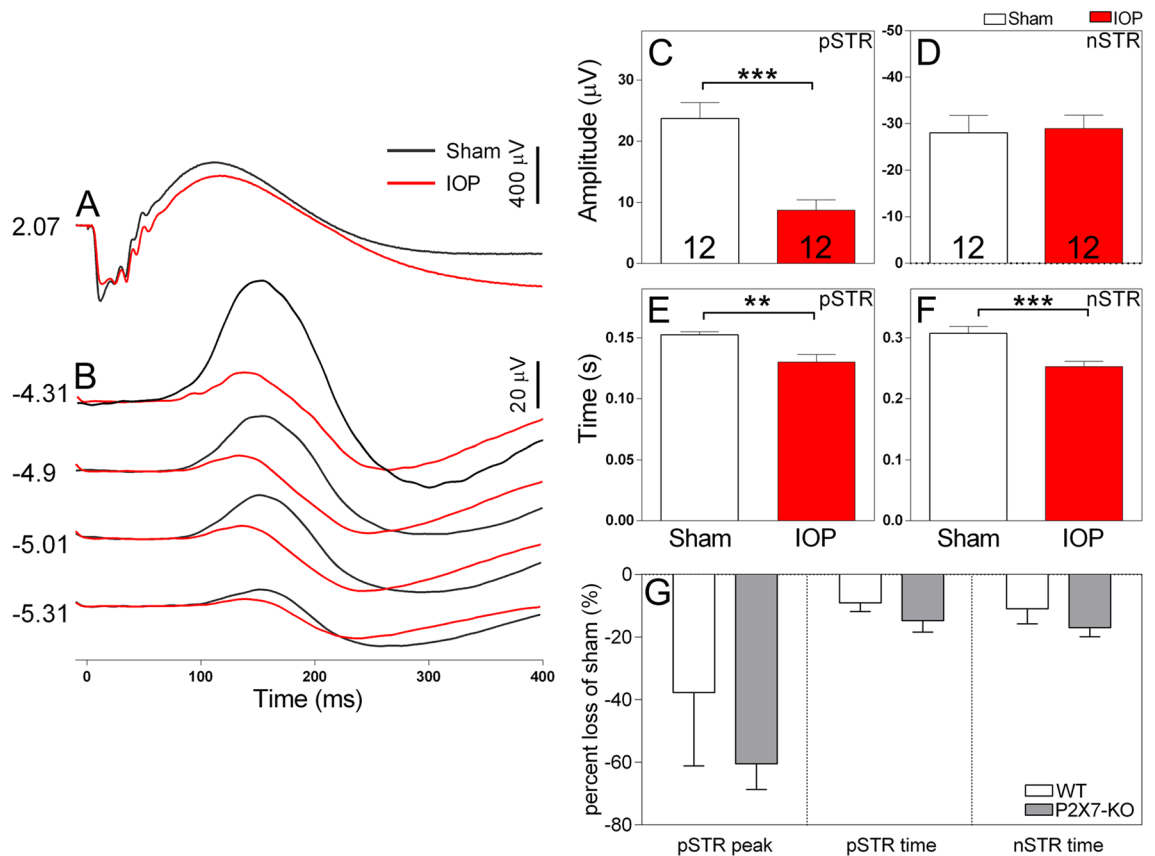 Sham
IOP
A
2.07
400 µV
B
-4.31
-4.9
-5.01
-5.31
20 µV
0
100
200
300
400
Time (ms)
Sham
IOP
C
pSTR
***
Amplitude (µV)
30
20
10
0
12
12
D
nSTR
-50
-40
-30
-20
-10
0
12
12
E
pSTR
**
Time (s)
0.15
0.10
0.05
0.00
Sham
IOP
F
nSTR
***
0.3
0.2
0.1
0.0
Sham
IOP
G
percent loss of sham (%)
0
-20
-40
-60
-80
WT
P2X7-KO
pSTR peak
pSTR time
nSTR time